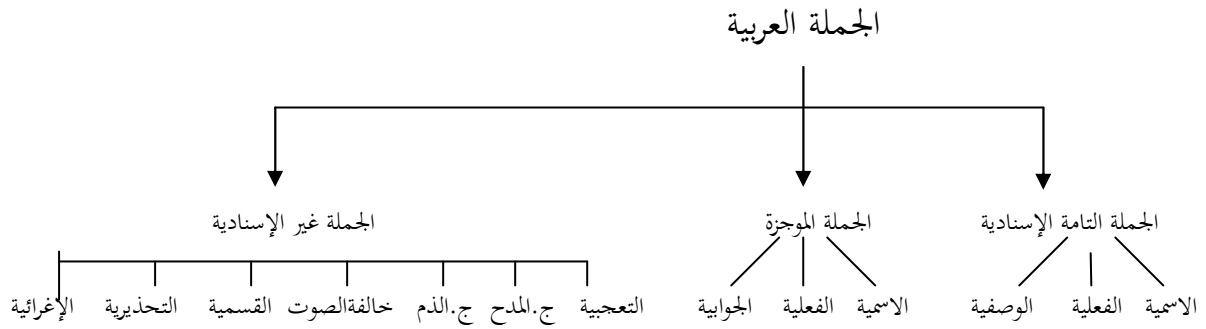 الجملة العربية
الجملة التامة الإسنادية الجملة الموجزة الجملة غير الإسنادية
الاسمية الفعلية الوصفية الاسمية الفعلية الجوابية التعجبية ج.المدح ج.الذم خالفةالصوت القسمية التحذيرية الإغرائية